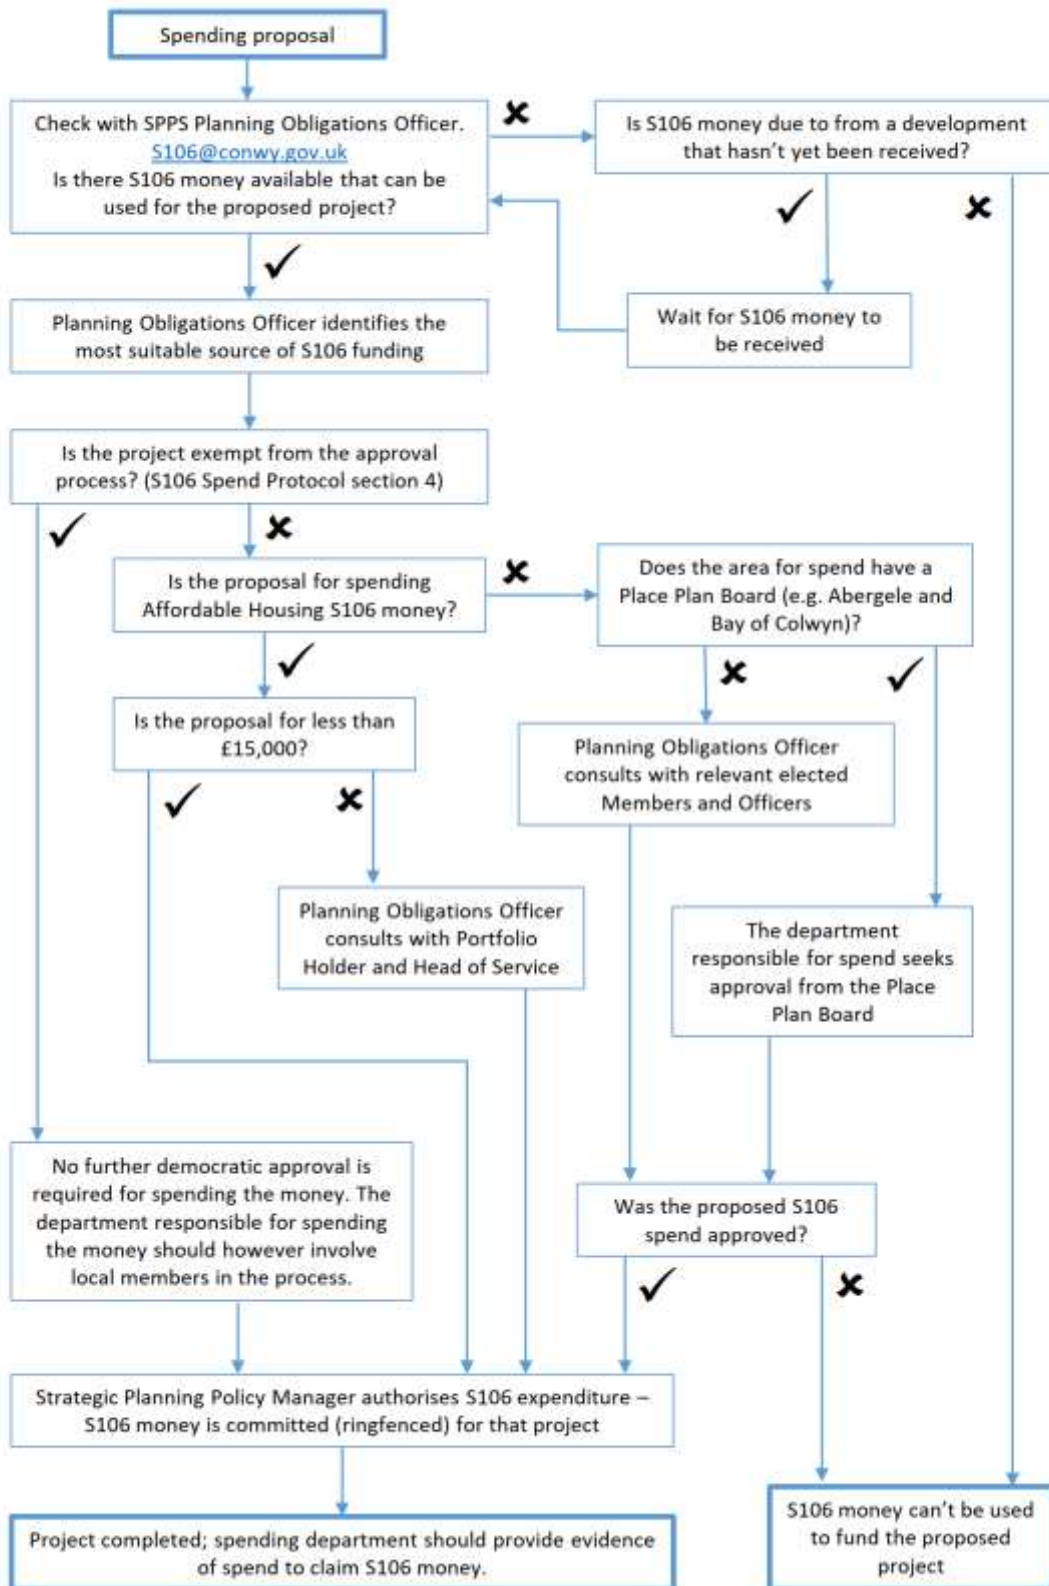 Spending proposal
Check with SPPS Planning Obligations Officer.
S106@conwy.gov.uk
Is there S106 money available that can be
used for the proposed project?
Is S106 money due to from a development
that hasn't yet been received?
Wait for S106 money to
be received
Planning Obligations Officer identifies the
most suitable source of S106 funding
Is the project exempt from the approval
process? (S106 Spend Protocol section 4)
Is the proposal for spending
Affordable Housing S106 money?
Does the area for spend have a
Place Plan Board (e.g. Abergele and
Bay of Colwyn)?
Is the proposal for less than
£15,000?
Planning Obligations Officer
consults with relevant elected
Members and Officers
Planning Obligations Officer
consults with Portfolio
Holder and Head of Service
The department
responsible for spend seeks
approval from the Place
Plan Board
No further democratic approval is
required for spending the money. The
department responsible for spending
the money should however involve
local members in the process.
Was the proposed S106
spend approved?
Strategic Planning Policy Manager authorises S106 expenditure –
S106 money is committed (ringfenced) for that project
Project completed; spending department should provide evidence
of spend to claim S106 money.
S106 money can't be used
to fund the proposed
project